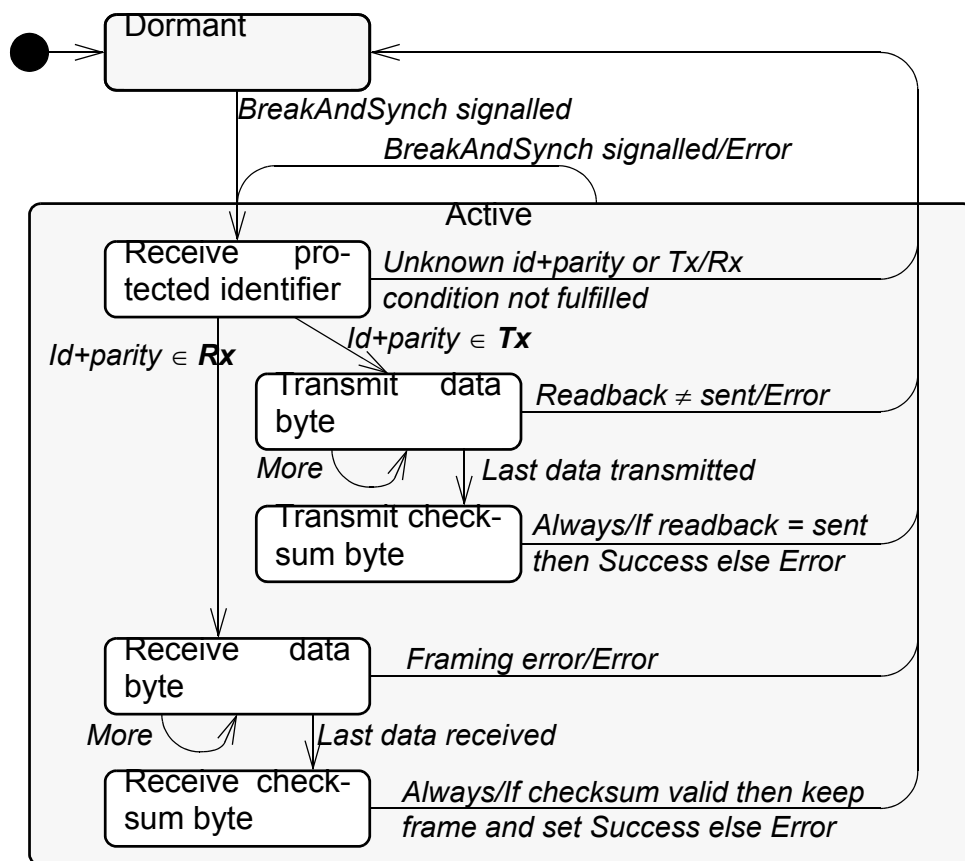 Dormant
BreakAndSynch signalled
BreakAndSynch signalled/Error
Active
Receive pro-
tected identifier
Unknown id+parity or Tx/Rx
condition not fulfilled
Id+parity ∈ Rx
Id+parity ∈ Tx
Transmit data
byte
Readback ≠ sent/Error
More
Last data transmitted
Transmit check-
sum byte
Always/If readback = sent
then Success else Error
Receive data
byte
Framing error/Error
More
Last data received
Receive check-
sum byte
Always/If checksum valid then keep
frame and set Success else Error